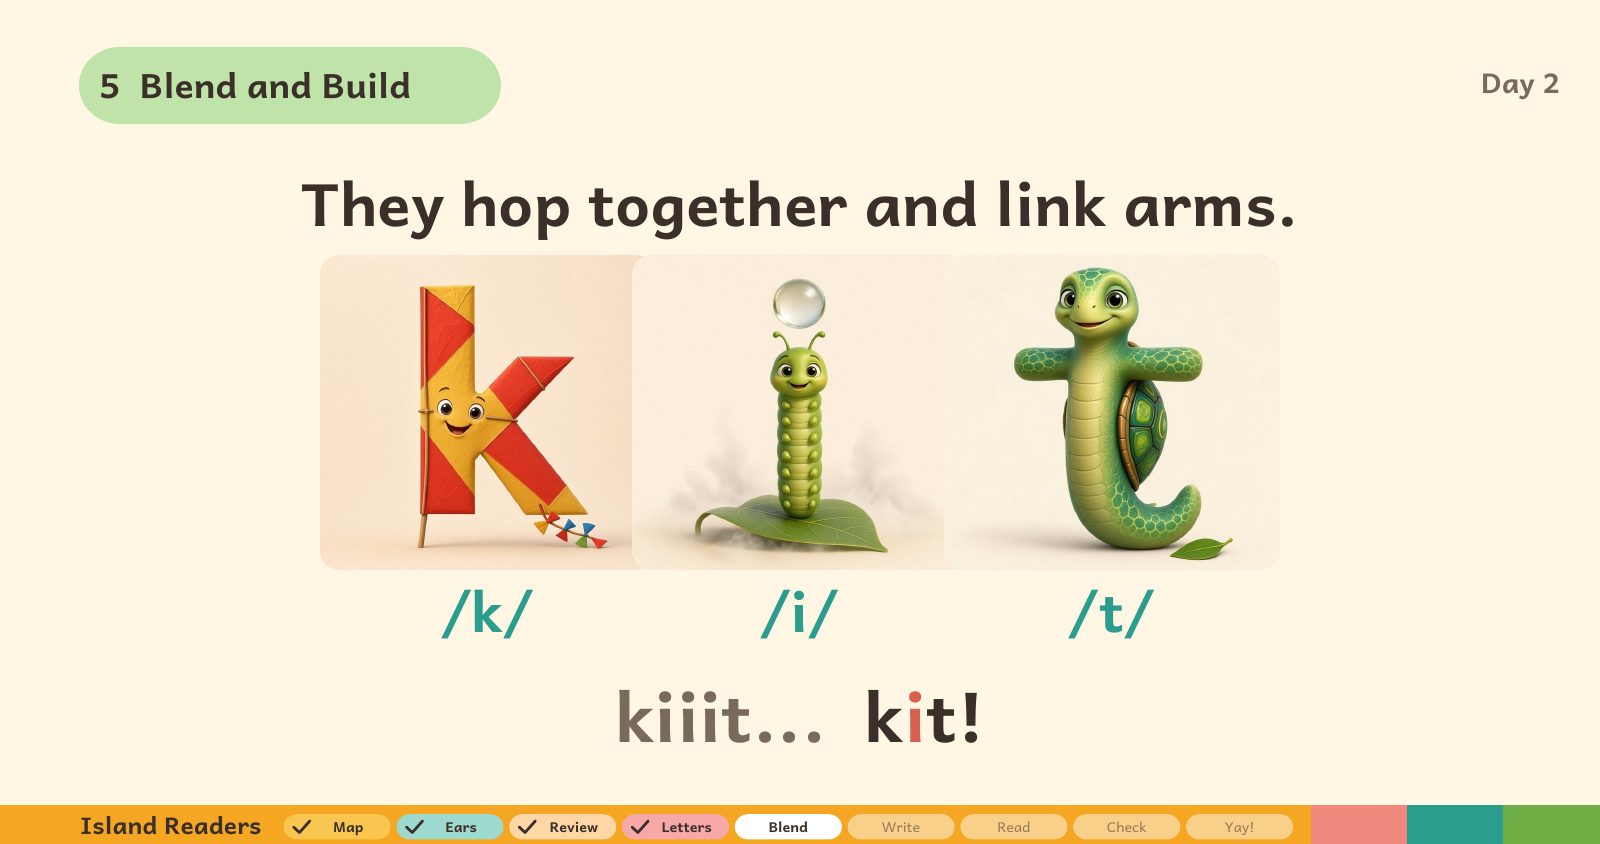 5 Blend and Build
Day 2
They hop together and link arms.
/k/ /i/ /t/
kiiit... kit!
Island Readers Map Ears Review Letters Blend Write Read Check Yay!